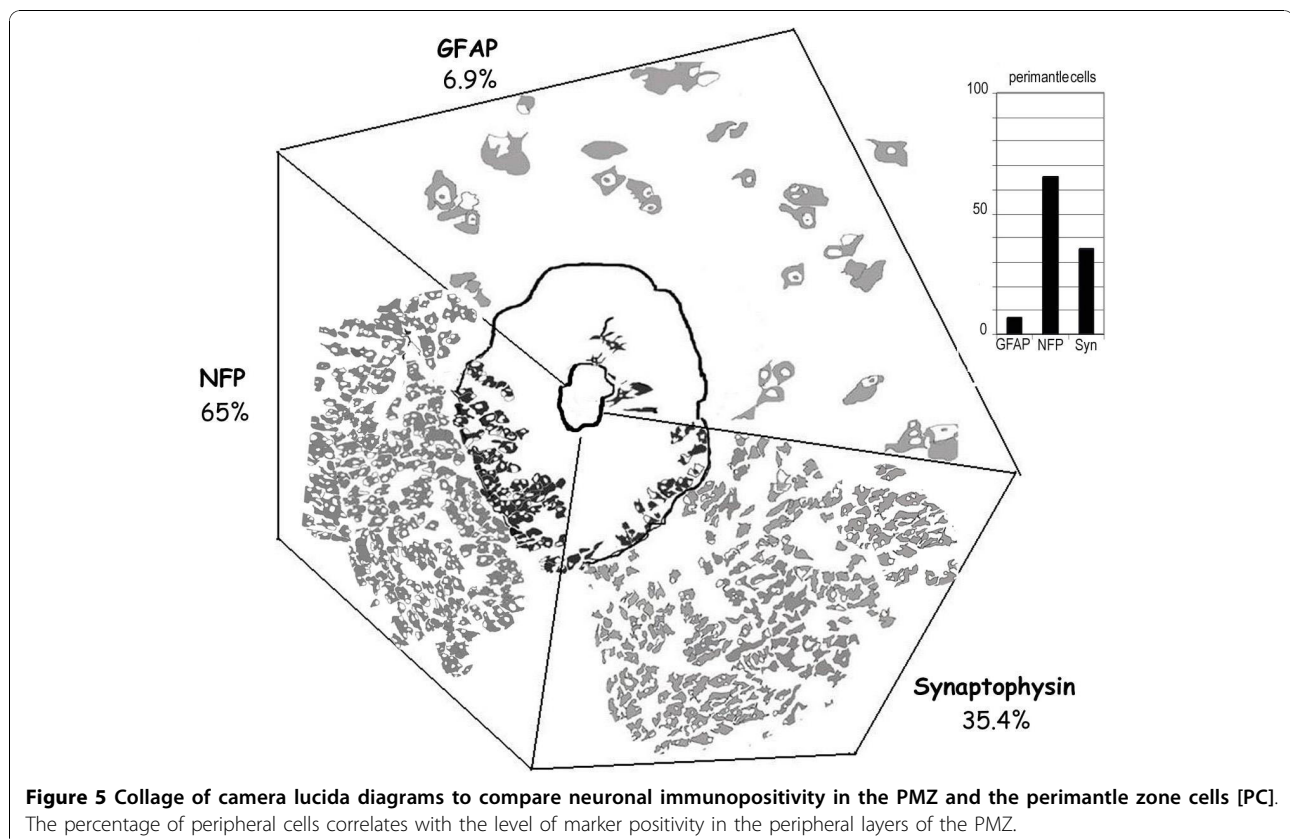 GFAP
6.9%
perimantle cells
100
50
0
GFAP NFP Syn
NFP
65%
Synaptophysin
35.4%
Figure 5 Collage of camera lucida diagrams to compare neuronal immunopositivity in the PMZ and the perimantle zone cells [PC].
The percentage of peripheral cells correlates with the level of marker positivity in the peripheral layers of the PMZ.